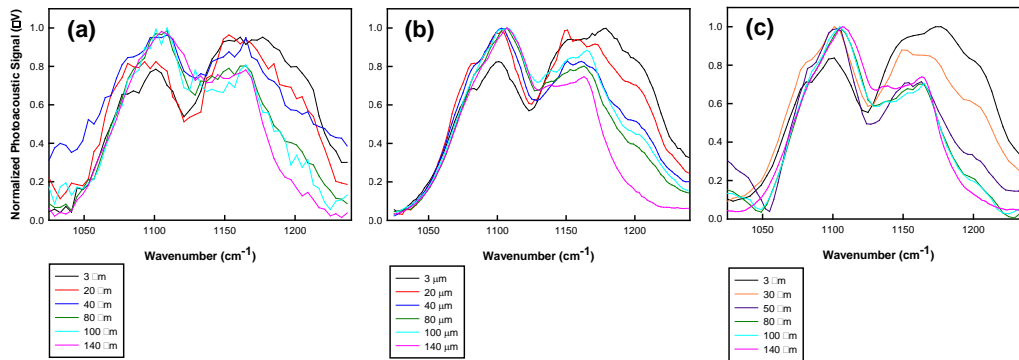 (a)
Normalized Photoacoustic Signal (□V)
1.0
0.8
0.6
0.4
0.2
0.0
1050 1100 1150 1200
Wavenumber (cm-1)
3 □m
20 □m
40 □m
80 □m
100 □m
140 □m
(b)
1.0
0.8
0.6
0.4
0.2
0.0
1050 1100 1150 1200
Wavenumber (cm-1)
3 μm
20 μm
40 μm
80 μm
100 μm
140 μm
(c)
1.0
0.8
0.6
0.4
0.2
0.0
1050 1100 1150 1200
Wavenumber (cm-1)
3 □m
30 □m
50 □m
80 □m
100 □m
140 □m